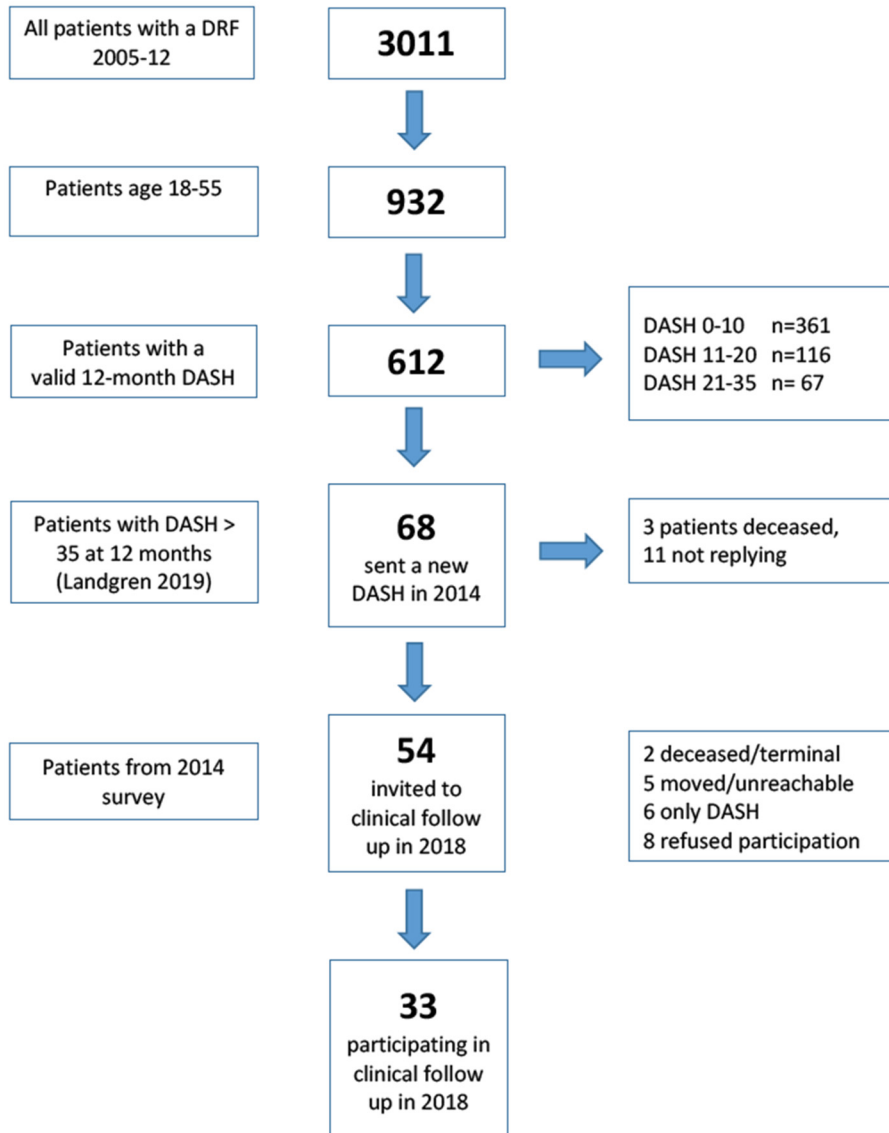 All patients with a DRF
2005-12
3011
Patients age 18-55
932
Patients with a
valid 12-month DASH
612
DASH 0-10 n=361
DASH 11-20 n=116
DASH 21-35 n= 67
Patients with DASH >
35 at 12 months
(Landgren 2019)
68
sent a new
DASH in 2014
3 patients deceased,
11 not replying
Patients from 2014
survey
54
invited to
clinical follow
up in 2018
2 deceased/terminal
5 moved/unreachable
6 only DASH
8 refused participation
33
participating in
clinical follow
up in 2018